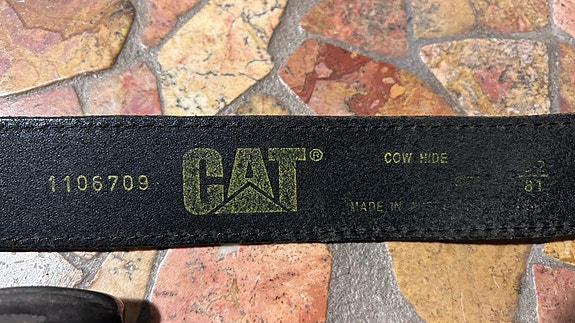 1106709
CAT®
COW HIDE
81
MADE IN